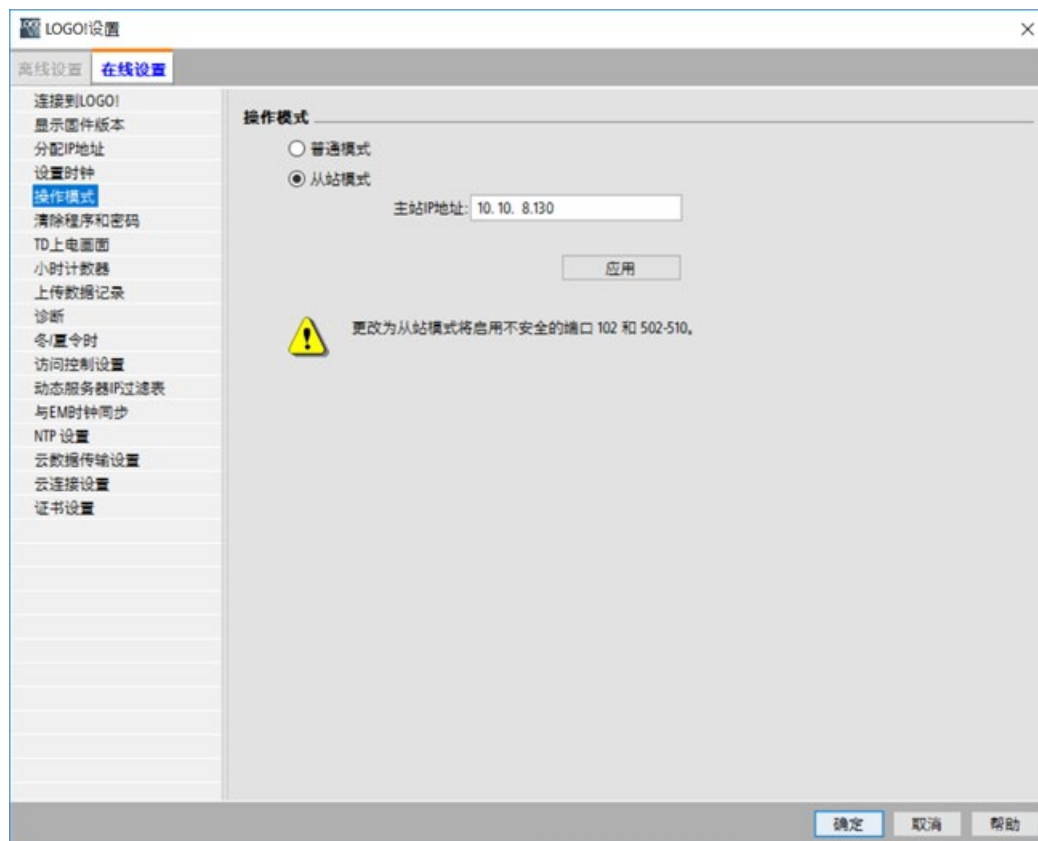 LOGO!设置
离线设置 在线设置
连接到LOGO!
显示固件版本
分配IP地址
设置时钟
操作模式
清除程序和密码
TD上电画面
小时计数器
上传数据记录
诊断
冬/夏令时
访问控制设置
动态服务器IP过滤表
与EM时钟同步
NTP 设置
云数据传输设置
云连接设置
证书设置
操作模式
普通模式
从站模式
主站IP地址: 10. 10. 8.130
应用
更改为从站模式将启用不安全的端口 102 和 502-510。
确定 取消 帮助